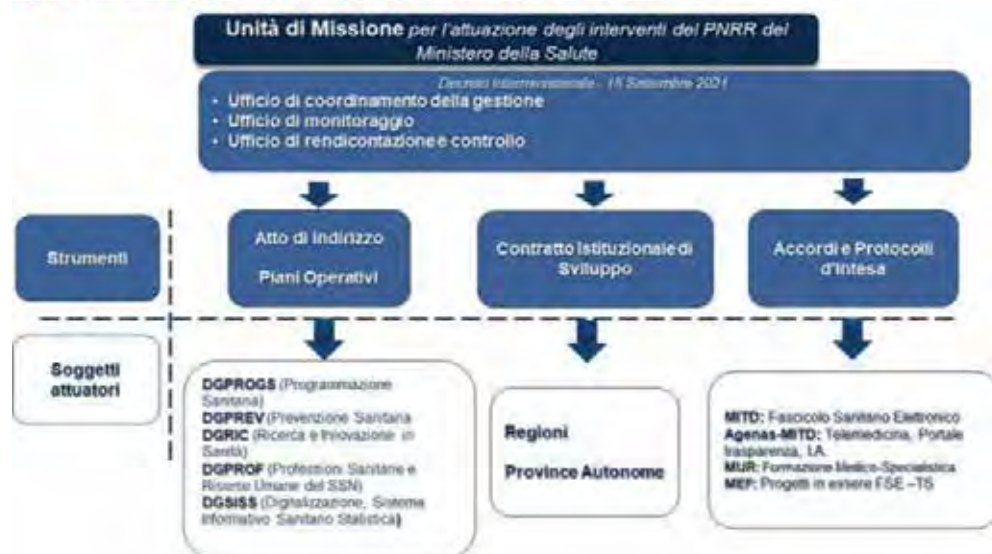 Unità di Missione per l'attuazione degli interventi del PNRR del
Ministero della Salute
Decreto Interministeriale - 15 Settembre 2021
• Ufficio di coordinamento della gestione
• Ufficio di monitoraggio
• Ufficio di rendicontazione e controllo
Strumenti
Atto di Indirizzo
Piani Operativi
Contratto Istituzionale di
Sviluppo
Accordi e Protocolli
d'Intesa
Soggetti
attuatori
DGPROGS (Programmazione
Sanitaria)
DGPREV (Prevenzione Sanitaria
DGRIC (Ricerca e Innovazione in
Sanità)
DGPROF (Professioni Sanitarie e
Risorse Umane del SSN)
DGSISS (Digitalizzazione, Sistema
Informativo Sanitario Statistica)
Regioni
Province Autonome
MITD: Fascicolo Sanitario Elettronico
Agenas-MITD: Telemedicina, Portale
trasparenza, I.A.
MUR: Formazione Medico-Specialistica
MEF: Progetti in essere FSE –TS